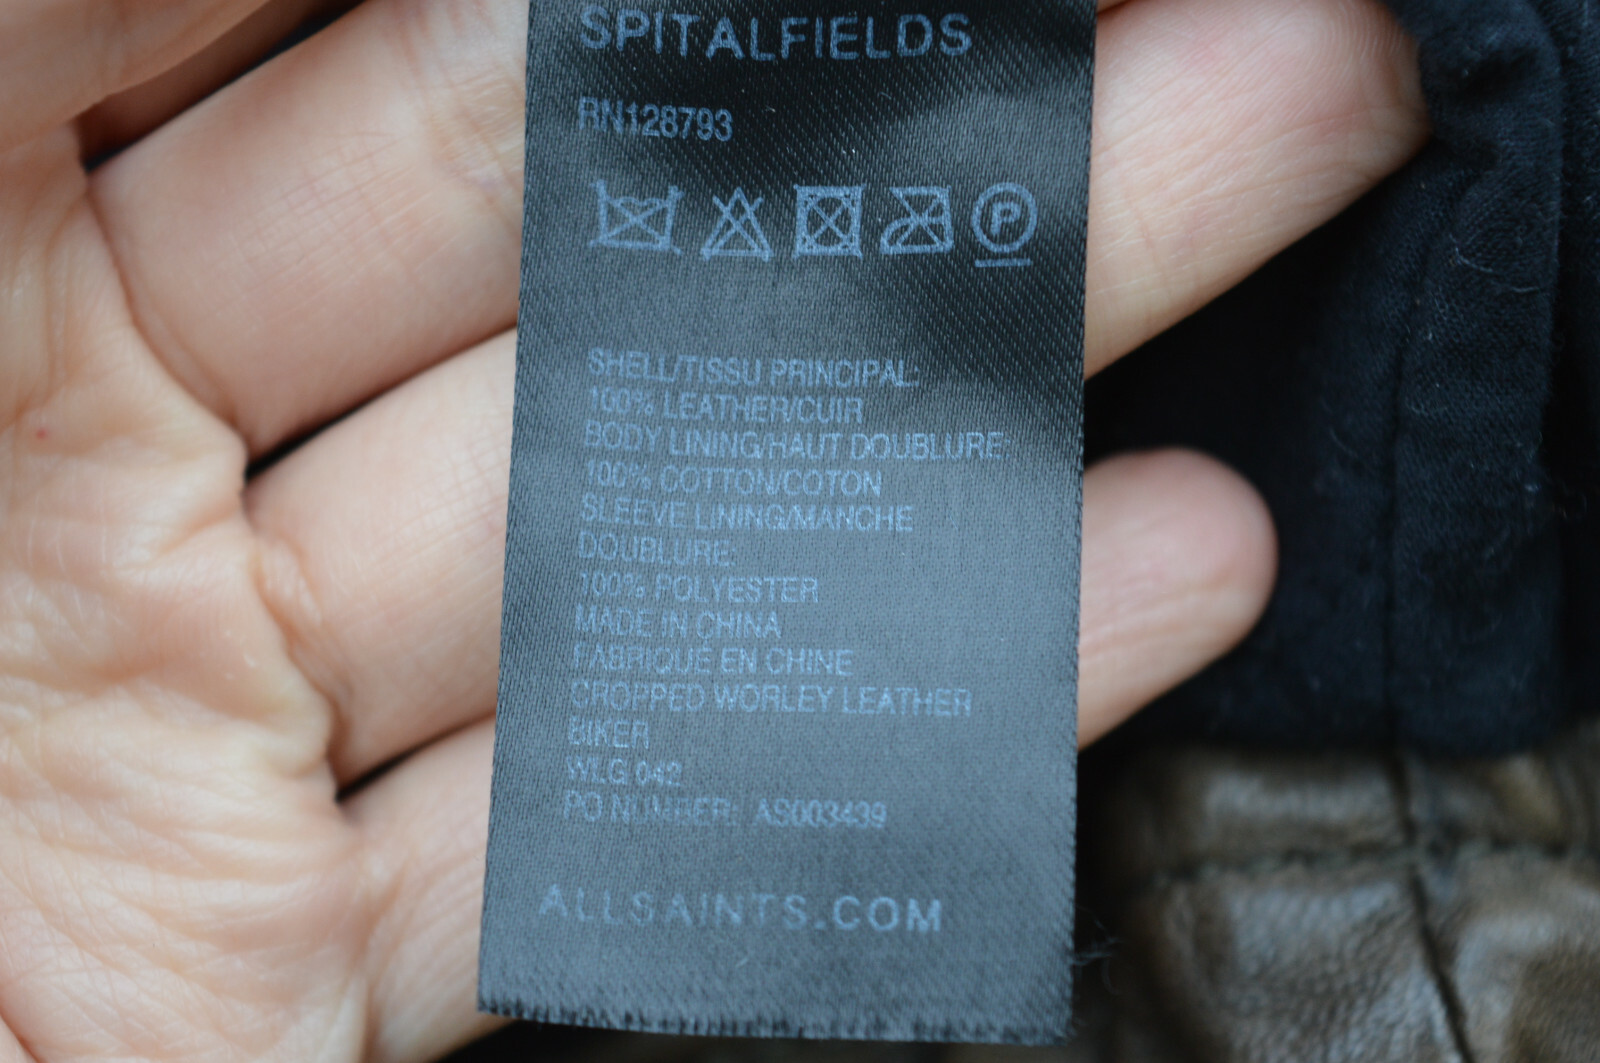 SPITALFIELDS
RN128793
P
SHELL/TISSU PRINCIPAL:
100% LEATHER/CUIR
BODY LINING/HAUT DOUBLURE:
100% COTTON/COTON
SLEEVE LINING/MANCHE
DOUBLURE:
100% POLYESTER
MADE IN CHINA
FABRIQUE EN CHINE
CROPPED WORLEY LEATHER
BIKER
WLG 042
PO NUMBER: AS003439
ALLSAINTS.COM